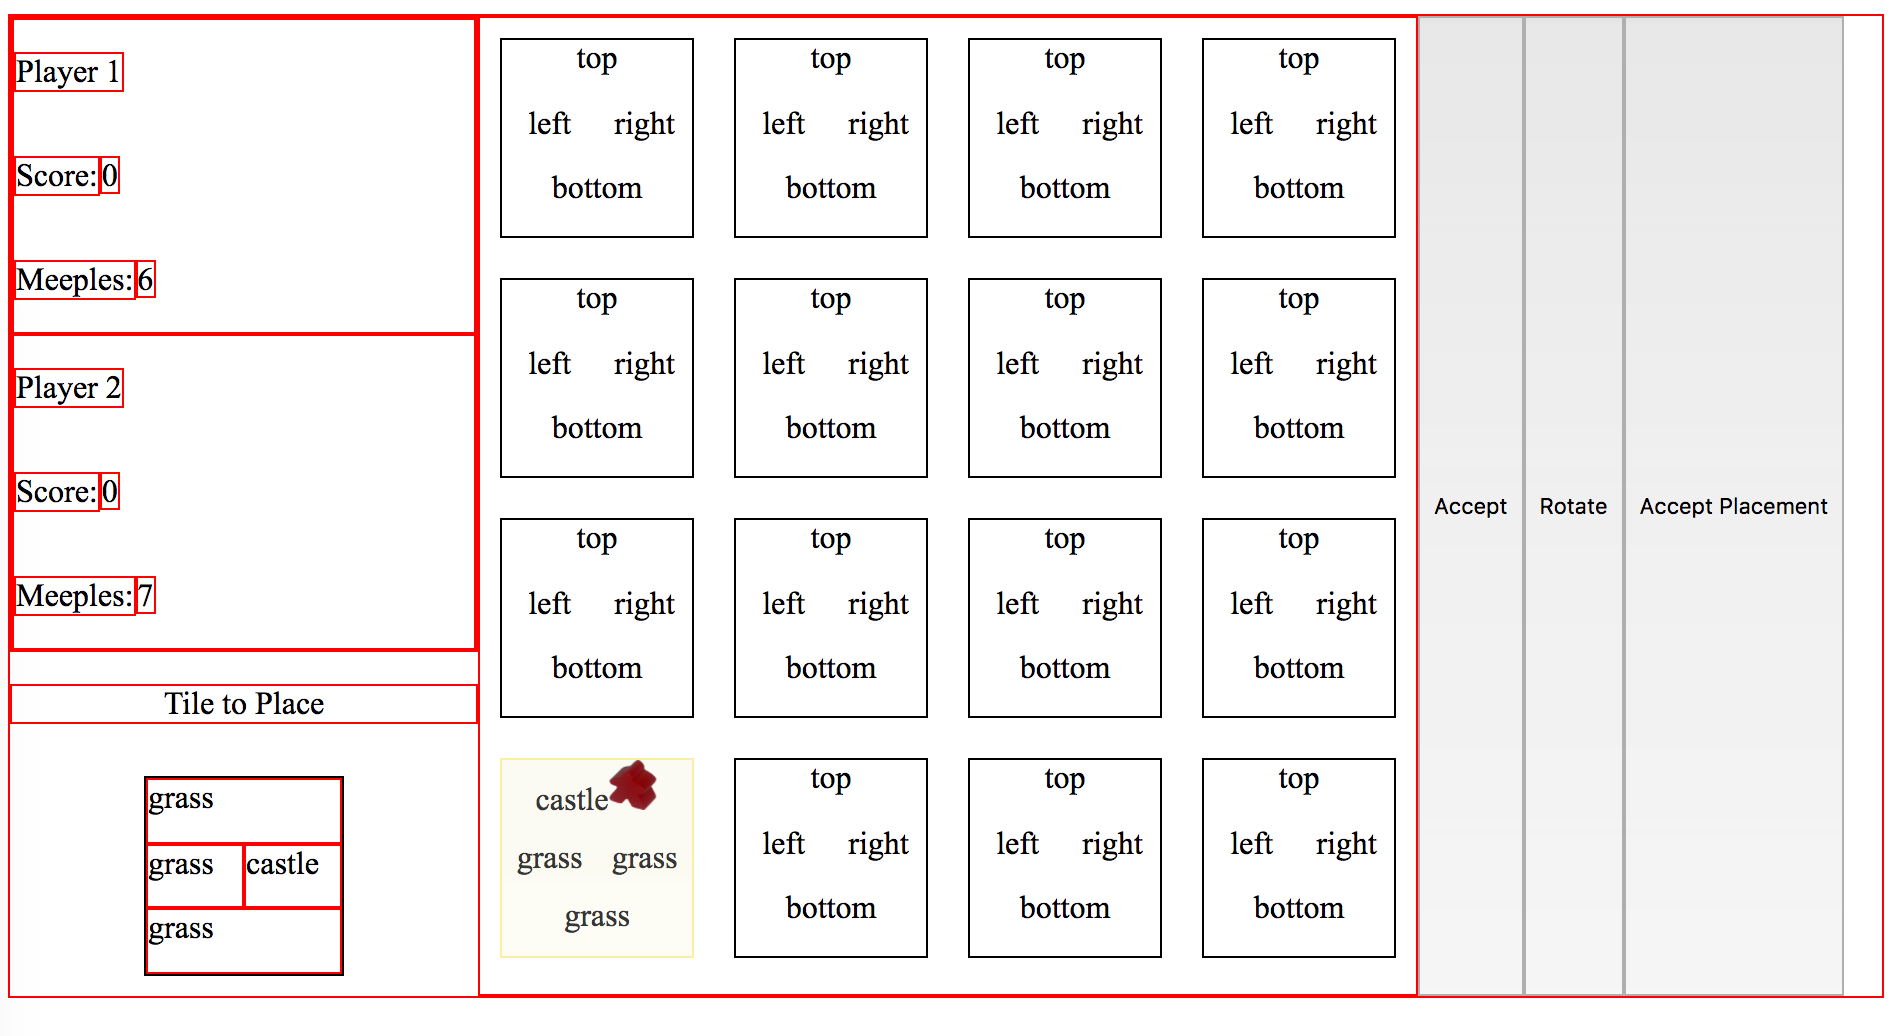 Player 1
Score: 0
Meeples: 6
Player 2
Score: 0
Meeples: 7
Tile to Place
grass
grass castle
grass
top top top top
left right left right left right left right
bottom bottom bottom bottom
top top top top
left right left right left right left right
bottom bottom bottom bottom
top top top top
left right left right left right left right
bottom bottom bottom bottom
castle top top top
grass grass left right left right left right
grass bottom bottom bottom
Accept Rotate Accept Placement